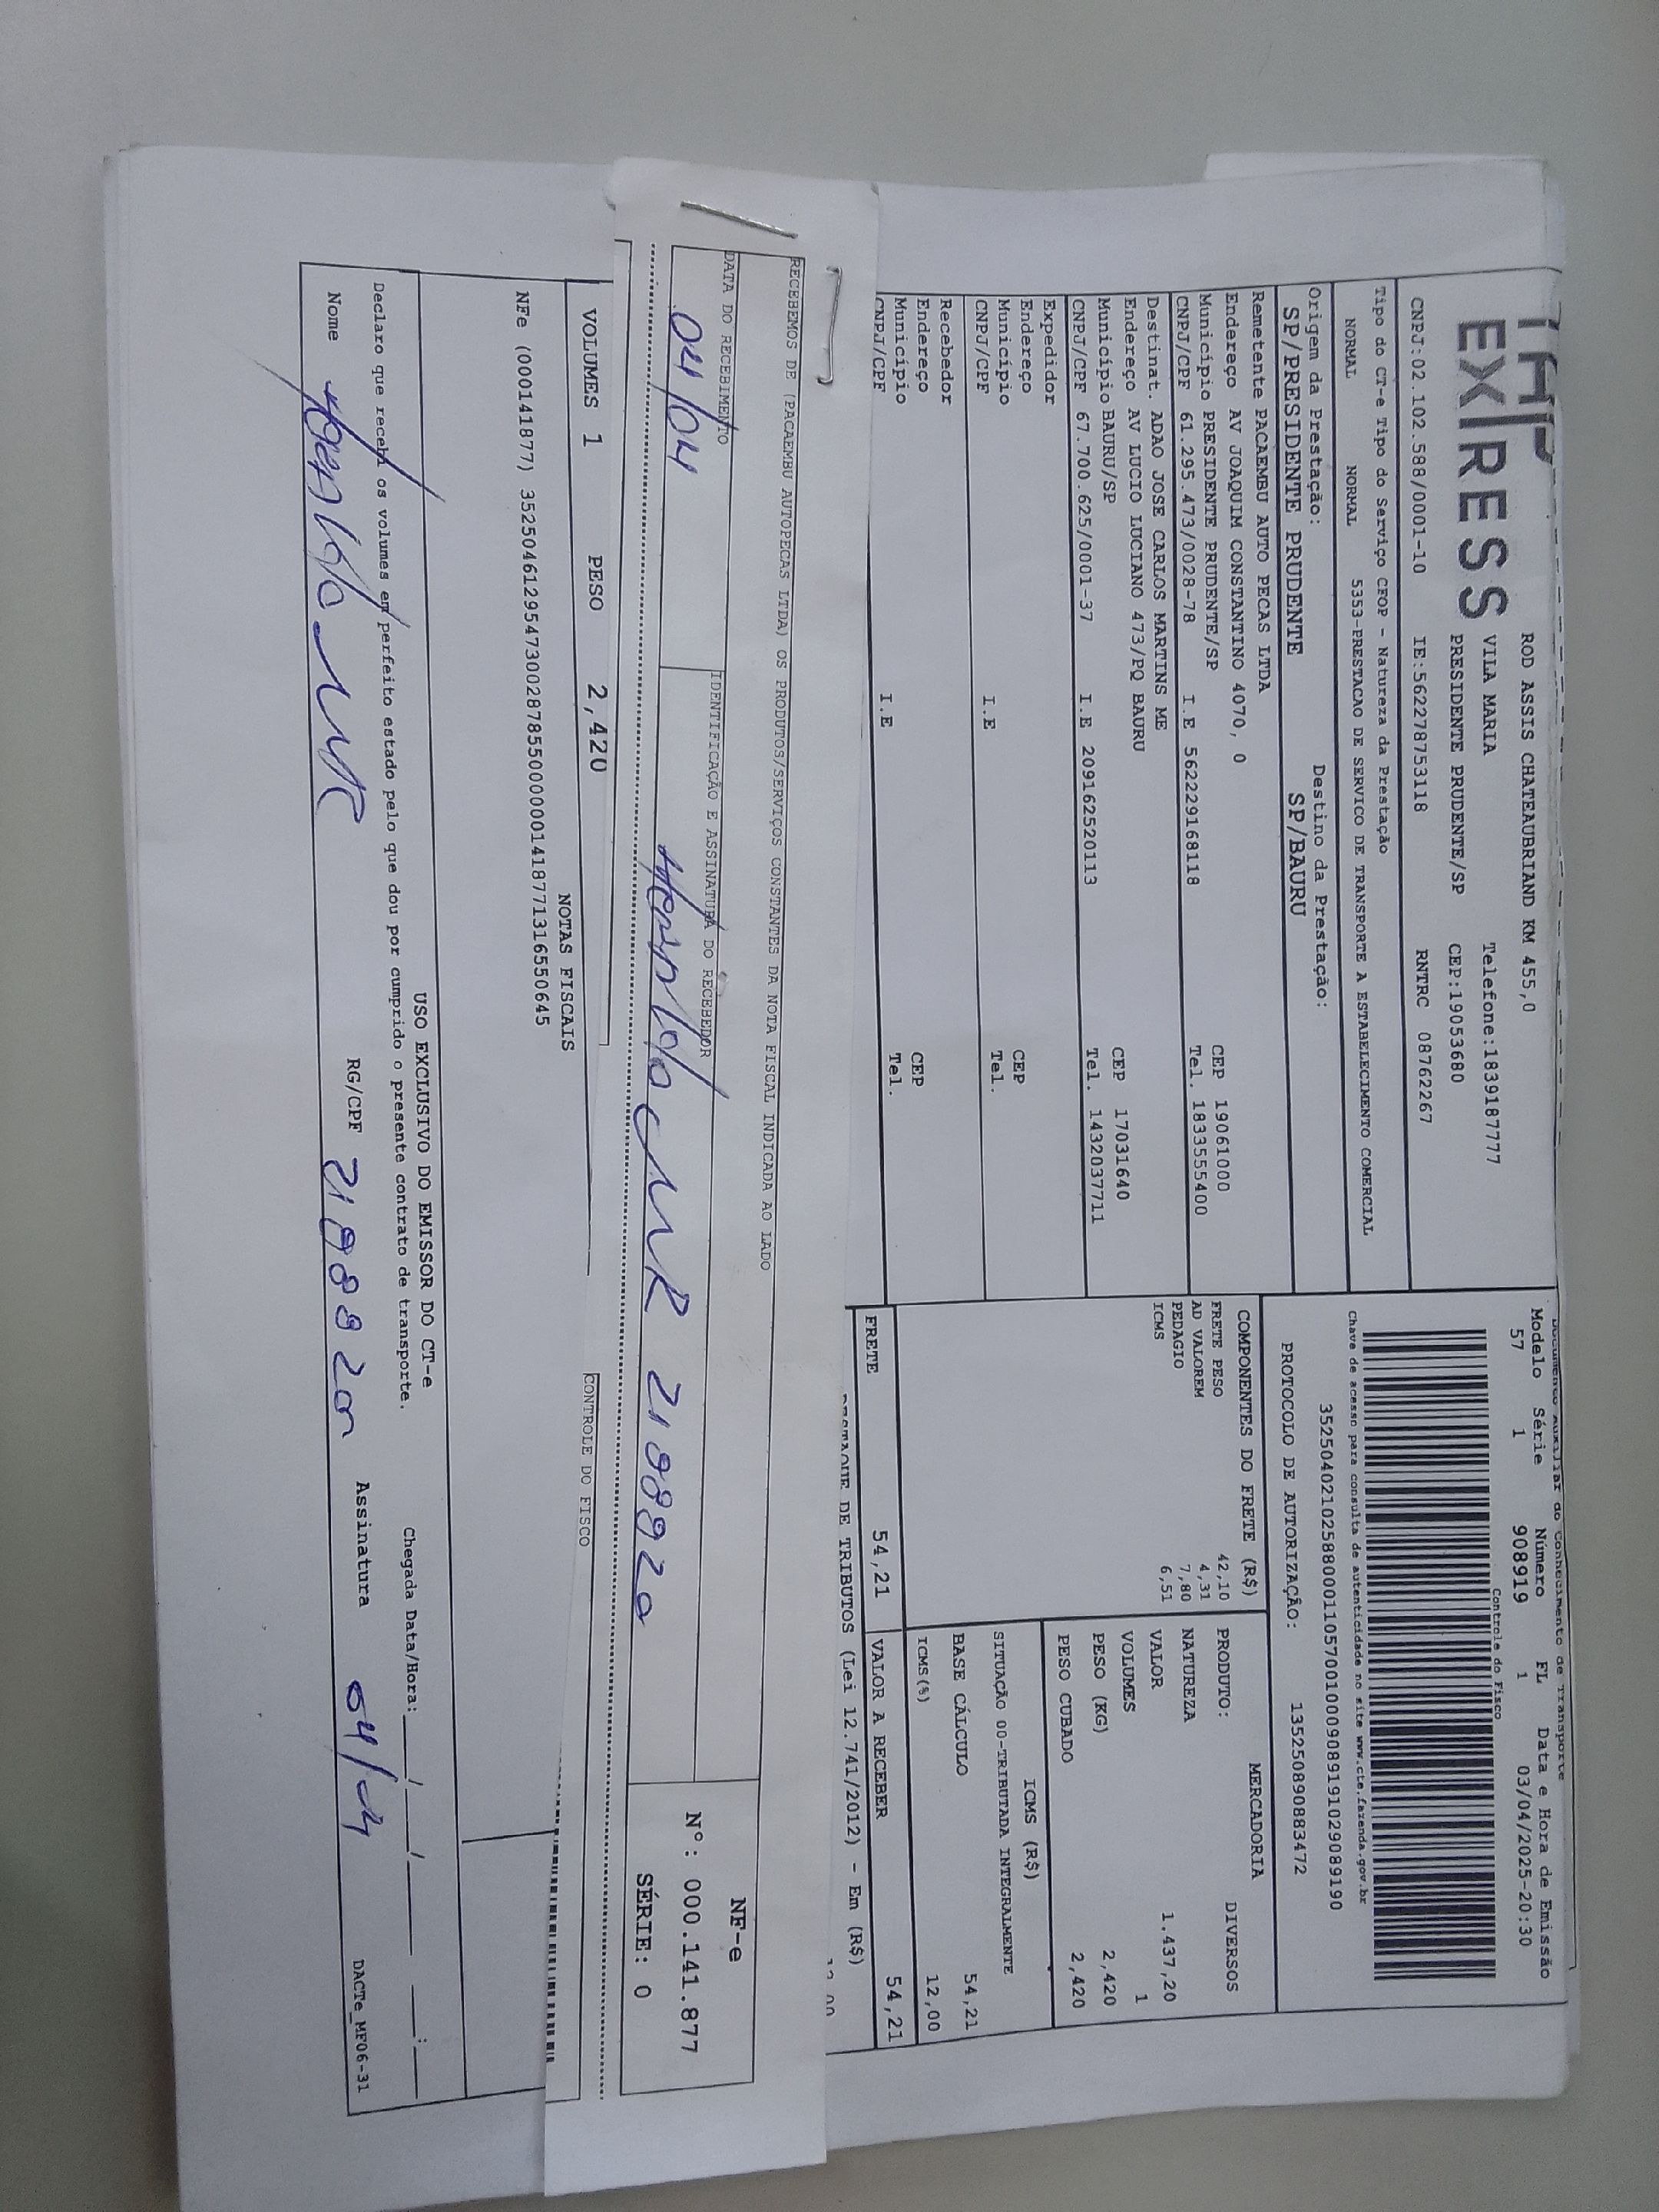 EXPRESS
ROD ASSIS CHATEAUBRIAND KM 455,0
VILA MARIA Telefone:1839187777
PRESIDENTE PRUDENTE/SP CEP:19053680
CNPJ:02.102.588/0001-10 IE:562278753118 RNTRC 08762267
Tipo do CT-e Tipo do Serviço CFOP - Natureza da Prestação
NORMAL NORMAL 5353-PRESTACAO DE SERVICO DE TRANSPORTE A ESTABELECIMENTO COMERCIAL
Origem da Prestação: Destino da Prestação:
SP/PRESIDENTE PRUDENTE SP/BAURU
Remetente PACAEMBU AUTO PECAS LTDA
Endereço AV JOAQUIM CONSTANTINO 4070, 0 CEP 19061000
Município PRESIDENTE PRUDENTE/SP Tel. 1833555400
CNPJ/CPF 61.295.473/0028-78 I.E 562229168118
Destinat. ADAO JOSE CARLOS MARTINS ME
Endereço AV LUCIO LUCIANO 473/PQ BAURU CEP 17031640
Município BAURU/SP Tel. 1432037711
CNPJ/CPF 67.700.625/0001-37 I.E 209162520113
Expedidor
Endereço CEP
Município Tel.
CNPJ/CPF I.E
Recebedor
Endereço CEP
Município Tel.
CNPJ/CPF I.E
Documento Auxiliar do Conhecimento de Transporte
Modelo Série Número FL Data e Hora de Emissão
57 1 908919 1 03/04/2025-20:30
Controle do Fisco
Chave de acesso para consulta de autenticidade no site www.cte.fazenda.gov.br
35250402102588000110570010009089191029089190
PROTOCOLO DE AUTORIZAÇÃO: 135250890883472
COMPONENTES DO FRETE (R$)
FRETE PESO 42,10
AD VALOREM 4,31
PEDAGIO 7,80
ICMS 6,51
MERCADORIA
PRODUTO: DIVERSOS
NATUREZA
VALOR 1.437,20
VOLUMES 1
PESO (KG) 2,420
PESO CUBADO 2,420
ICMS (R$)
SITUAÇÃO 00-TRIBUTADA INTEGRALMENTE
BASE CÁLCULO 54,21
ICMS(%) 12,00
FRETE 54,21 VALOR A RECEBER 54,21
DESTAQUE DE TRIBUTOS (Lei 12.741/2012) - Em (R$)
RECEBEMOS DE (PACAEMBU AUTOPECAS LTDA) OS PRODUTOS/SERVIÇOS CONSTANTES DA NOTA FISCAL INDICADA AO LADO
DATA DO RECEBIMENTO IDENTIFICAÇÃO E ASSINATURA DO RECEBEDOR
04/04 21989920
NF-e
N°: 000.141.877
SÉRIE: 0
VOLUMES 1 PESO 2,420
CONTROLE DO FISCO
NOTAS FISCAIS
NFe (000141877) 35250461295473002878550000001418771316550645
USO EXCLUSIVO DO EMISSOR DO CT-e
Declaro que recebi os volumes em perfeito estado pelo que dou por cumprido o presente contrato de transporte. Chegada Data/Hora: ___/___/___ ___:___
Nome RG/CPF Assinatura 04/04
DACTe_MF06-31